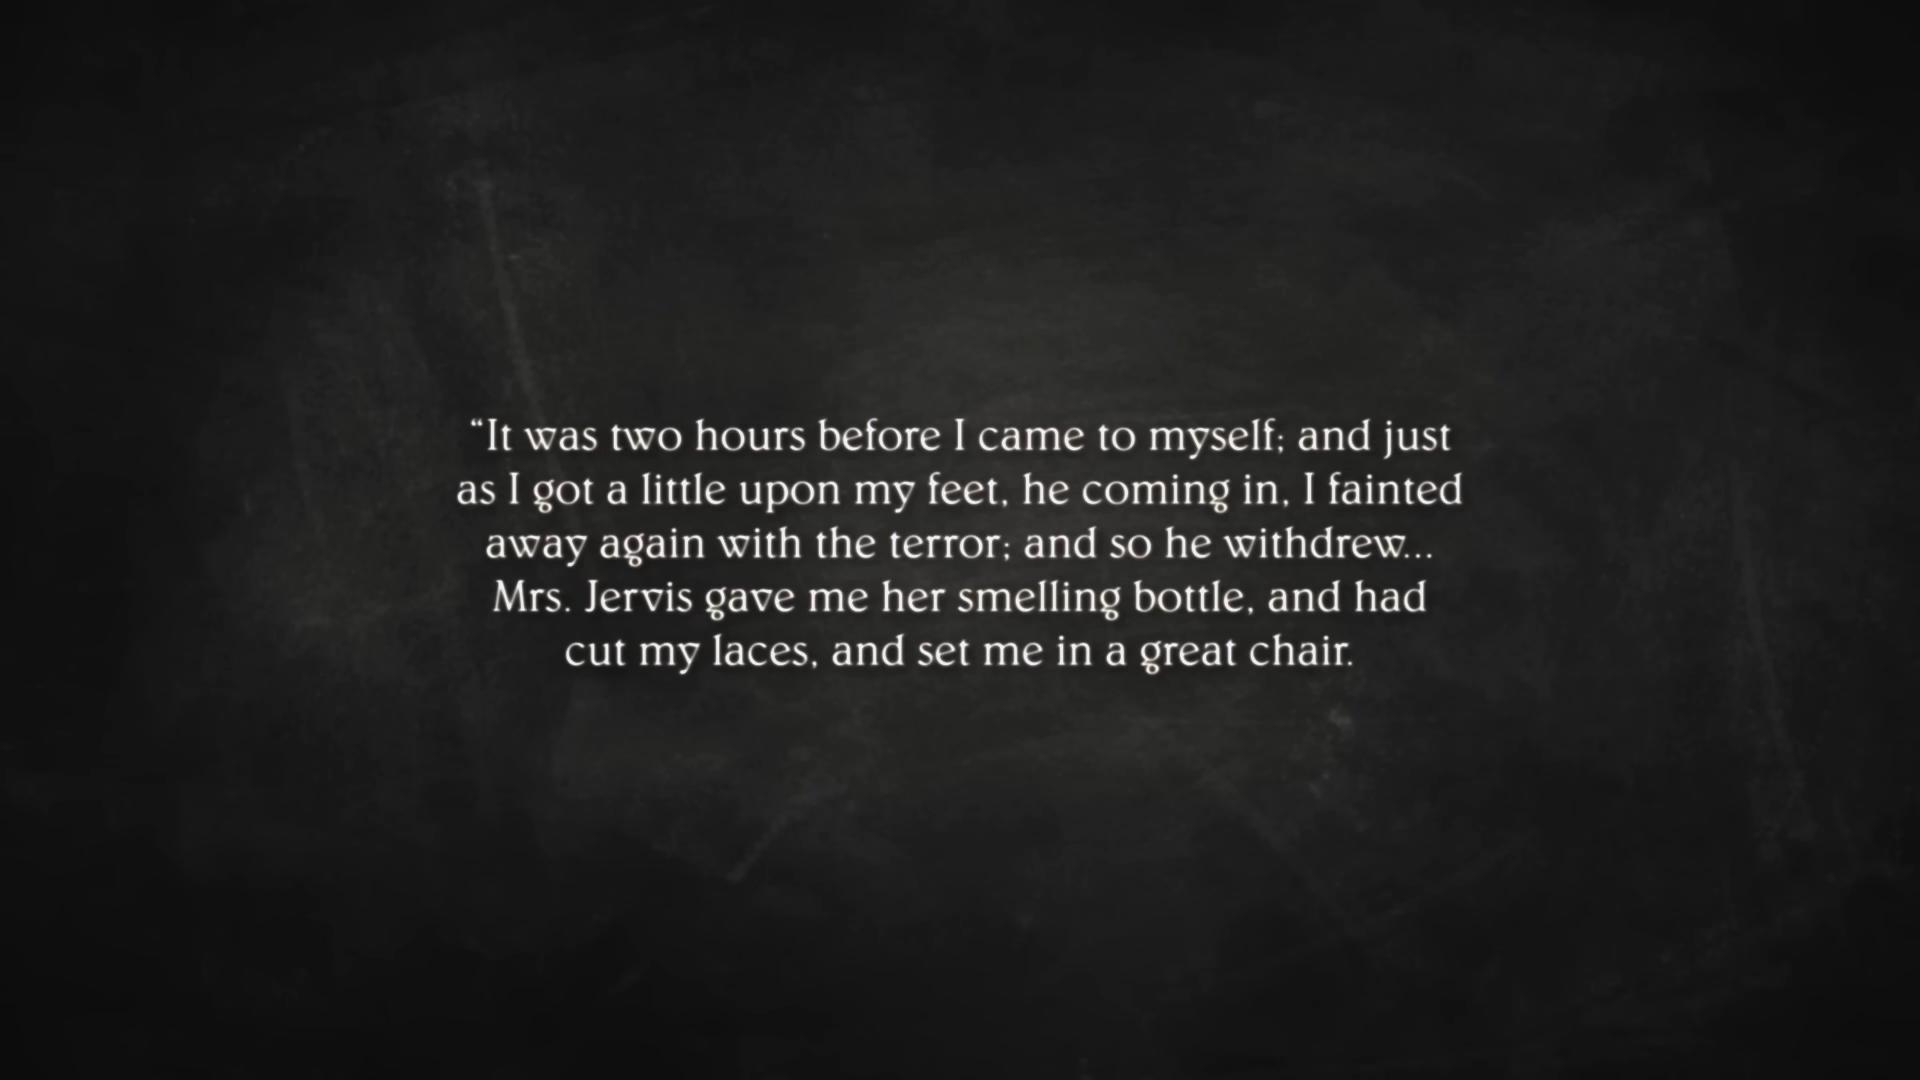 “It was two hours before I came to myself; and just
as I got a little upon my feet, he coming in, I fainted
away again with the terror; and so he withdrew...
Mrs. Jervis gave me her smelling bottle, and had
cut my laces, and set me in a great chair.